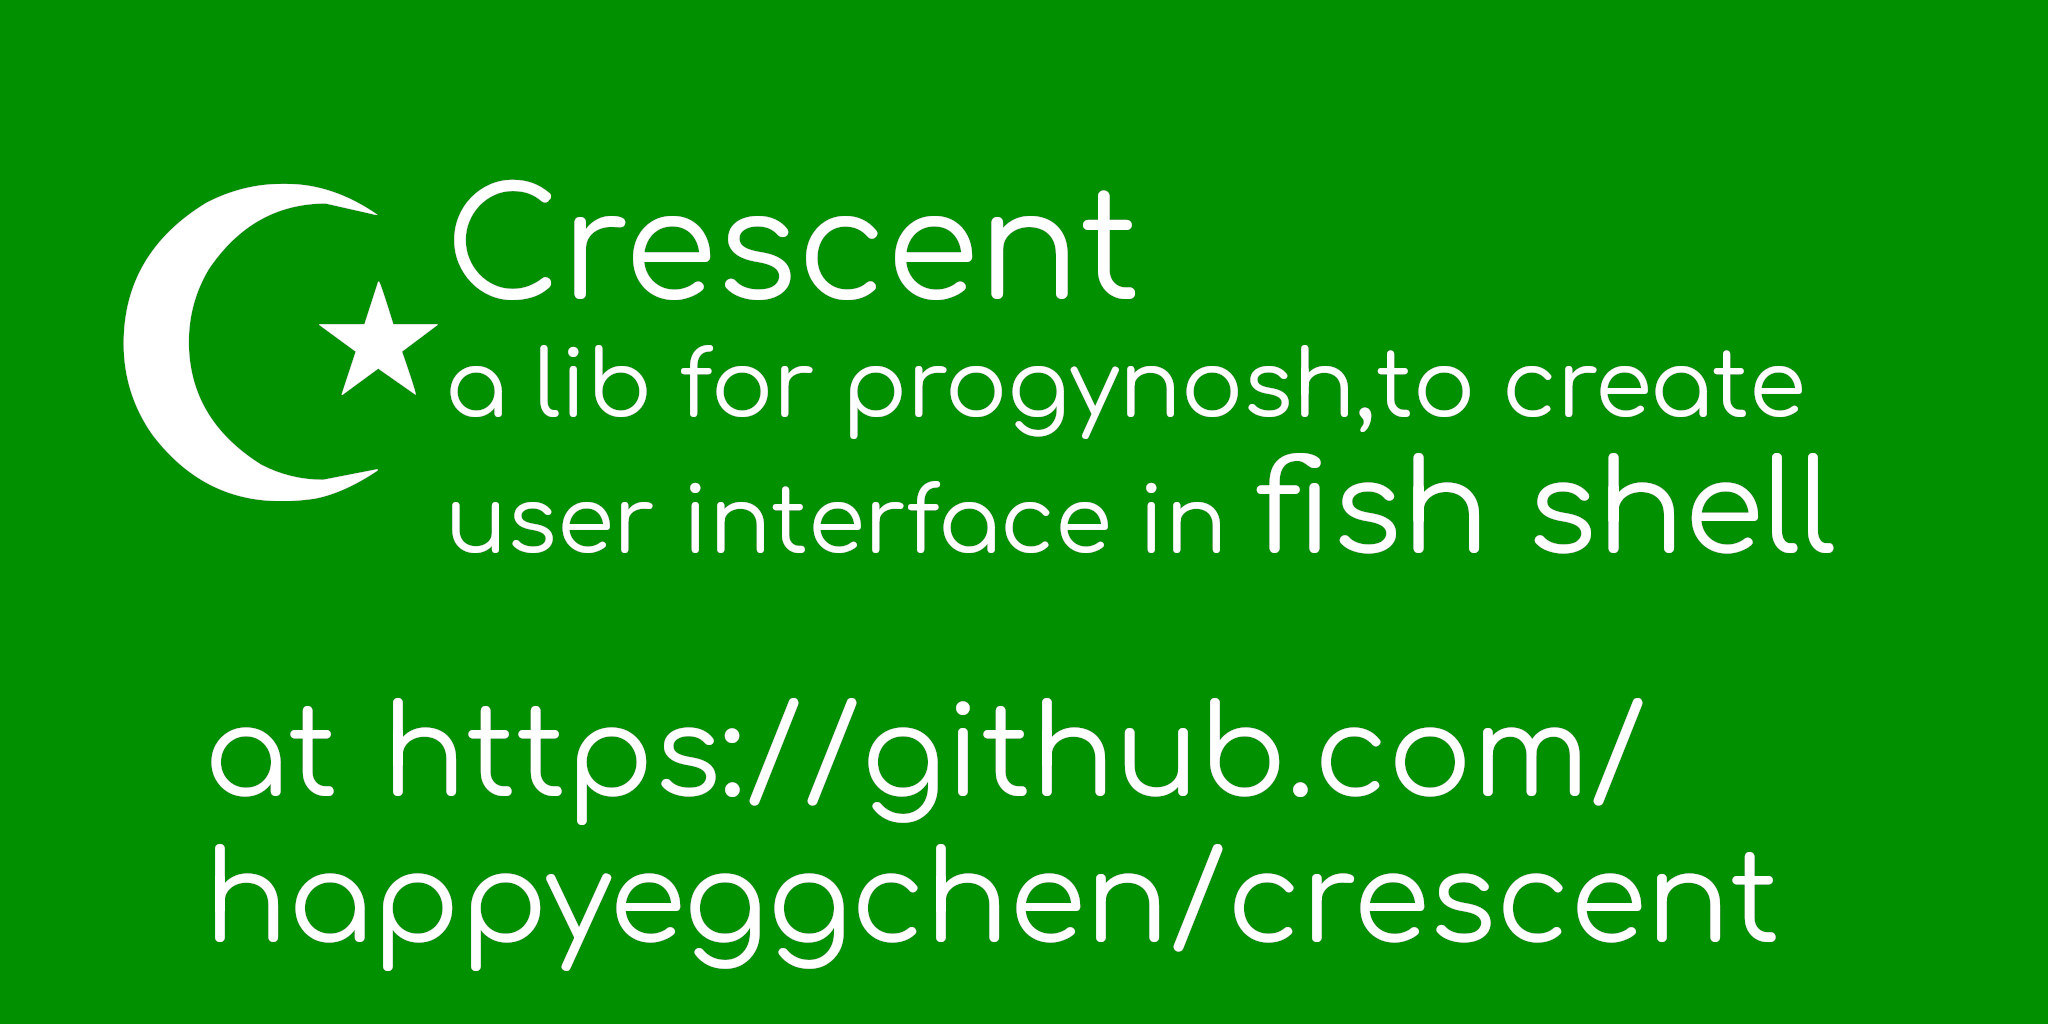 Crescent
a lib for progynosh,to create
user interface in fish shell
at https://github.com/
happyeggchen/crescent